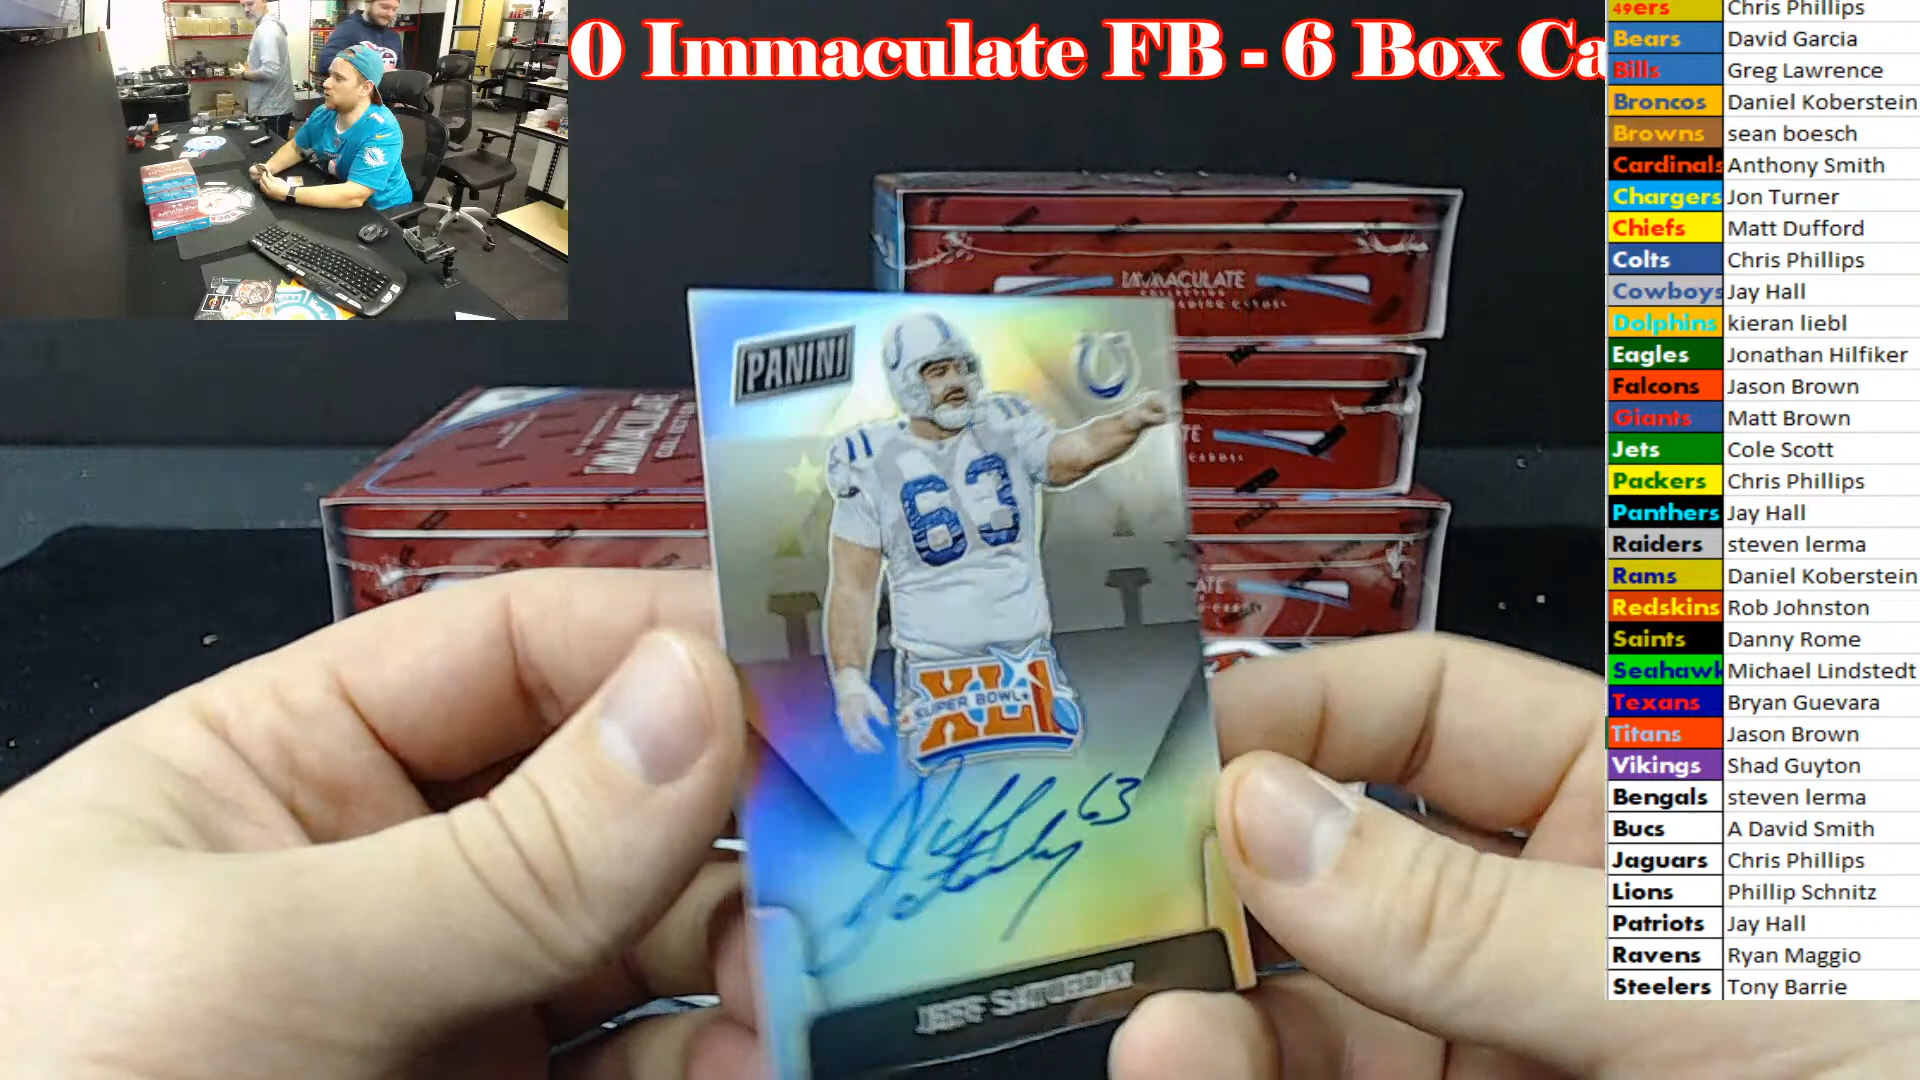 0 Immaculate FB - 6 Box Ca
49ers Chris Phillips
Bears David Garcia
Bills Greg Lawrence
Broncos Daniel Koberstein
Browns sean boesch
Cardinals Anthony Smith
Chargers Jon Turner
Chiefs Matt Dufford
Colts Chris Phillips
Cowboys Jay Hall
Dolphins kieran liebl
Eagles Jonathan Hilfiker
Falcons Jason Brown
Giants Matt Brown
Jets Cole Scott
Packers Chris Phillips
Panthers Jay Hall
Raiders steven lerma
Rams Daniel Koberstein
Redskins Rob Johnston
Saints Danny Rome
Seahawk Michael Lindstedt
Texans Bryan Guevara
Titans Jason Brown
Vikings Shad Guyton
Bengals steven lerma
Bucs A David Smith
Jaguars Chris Phillips
Lions Phillip Schnitz
Patriots Jay Hall
Ravens Ryan Maggio
Steelers Tony Barrie
IMMACULATE
COLLECTION
IMMACULATE
PANINI
63
XLI
SUPER BOWL
63
JEFF SATURDAY